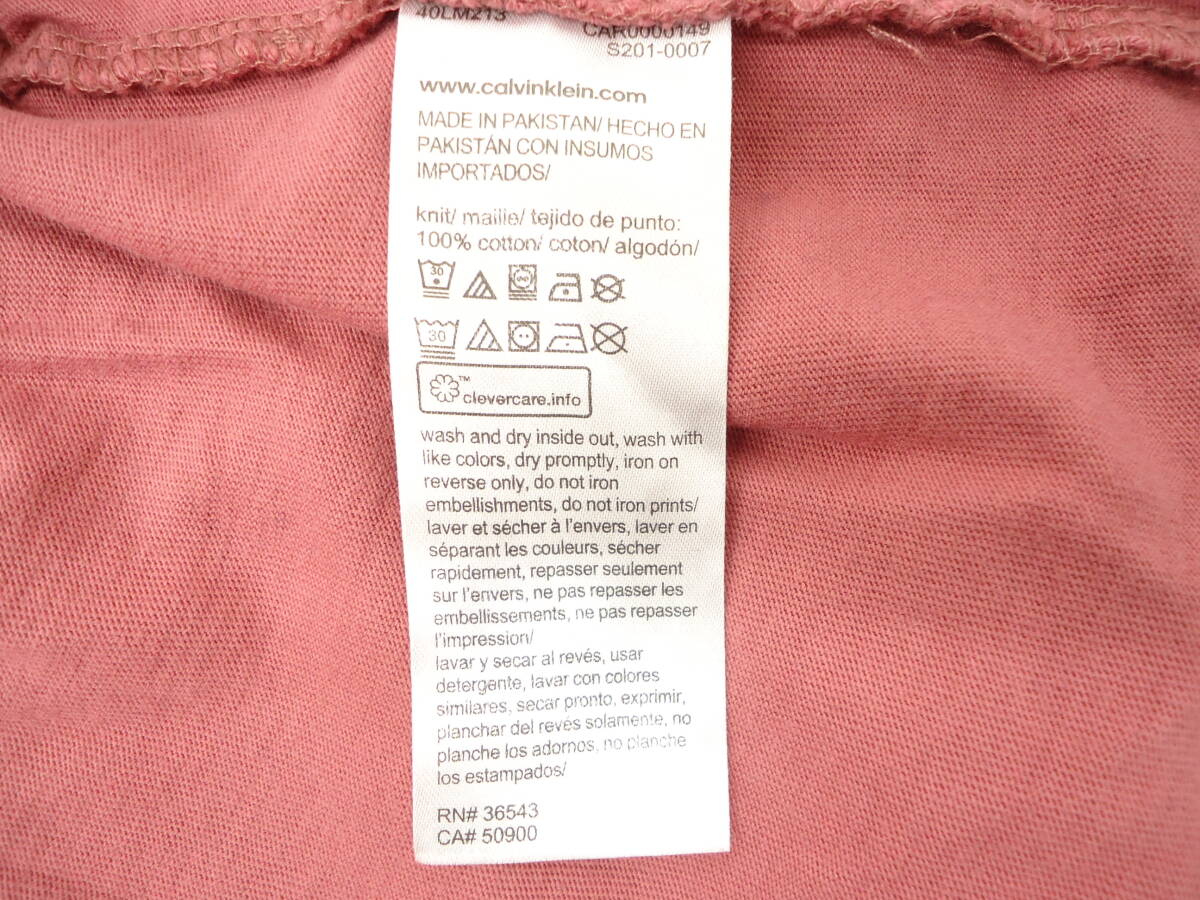 40LM213
CAR0000149
S201-0007
www.calvinklein.com
MADE IN PAKISTAN/ HECHO EN
PAKISTÁN CON INSUMOS
IMPORTADOS/
knit/ maille/ tejido de punto:
100% cotton/ coton/ algodón/
30
30
™
clevercare.info
wash and dry inside out, wash with
like colors, dry promptly, iron on
reverse only, do not iron
embellishments, do not iron prints/
laver et sécher à l'envers, laver en
séparant les couleurs, sécher
rapidement, repasser seulement
sur l'envers, ne pas repasser les
embellissements, ne pas repasser
l'impression/
lavar y secar al revés, usar
detergente, lavar con colores
similares, secar pronto, exprimir,
planchar del revés solamente, no
planche los adornos, no planche
los estampados/
RN# 36543
CA# 50900